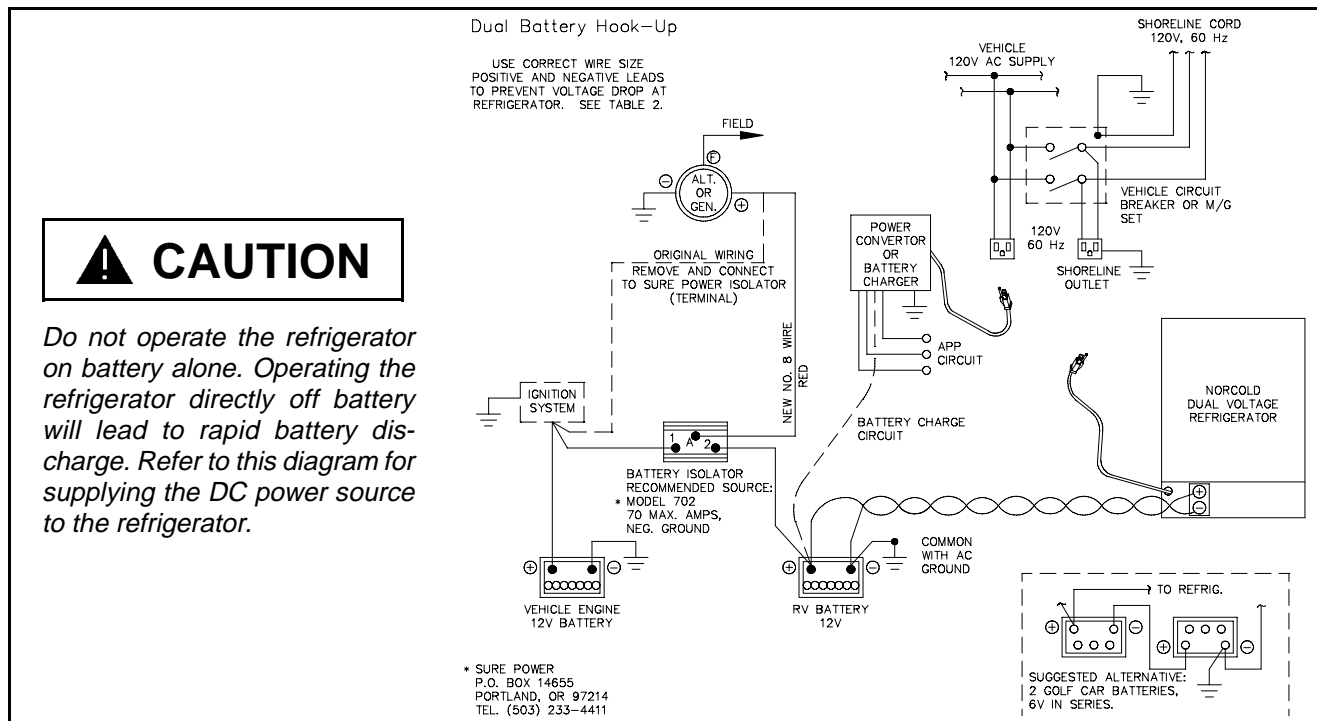 Dual Battery Hook-Up
USE CORRECT WIRE SIZE
POSITIVE AND NEGATIVE LEADS
TO PREVENT VOLTAGE DROP AT
REFRIGERATOR. SEE TABLE 2.
SHORELINE CORD
120V, 60 Hz
VEHICLE
120V AC SUPPLY
FIELD
F
−
ALT.
OR
GEN.
+
VEHICLE CIRCUIT
BREAKER OR M/G
SET
120V
60 Hz
SHORELINE
OUTLET
POWER
CONVERTOR
OR
BATTERY
CHARGER
CAUTION
Do not operate the refrigerator
on battery alone. Operating the
refrigerator directly off battery
will lead to rapid battery dis-
charge. Refer to this diagram for
supplying the DC power source
to the refrigerator.
ORIGINAL WIRING
REMOVE AND CONNECT
TO SURE POWER ISOLATOR
(TERMINAL)
NEW NO. 8 WIRE
RED
APP
CIRCUIT
NORCOLD
DUAL VOLTAGE
REFRIGERATOR
+
−
IGNITION
SYSTEM
1 A 2
BATTERY CHARGE
CIRCUIT
BATTERY ISOLATOR
RECOMMENDED SOURCE:
* MODEL 702
70 MAX. AMPS,
NEG. GROUND
COMMON
WITH AC
GROUND
+ −
VEHICLE ENGINE
12V BATTERY
+ −
RV BATTERY
12V
TO REFRIG.
+ −
+ −
SUGGESTED ALTERNATIVE:
2 GOLF CAR BATTERIES,
6V IN SERIES.
* SURE POWER
P.O. BOX 14655
PORTLAND, OR 97214
TEL. (503) 233-4411